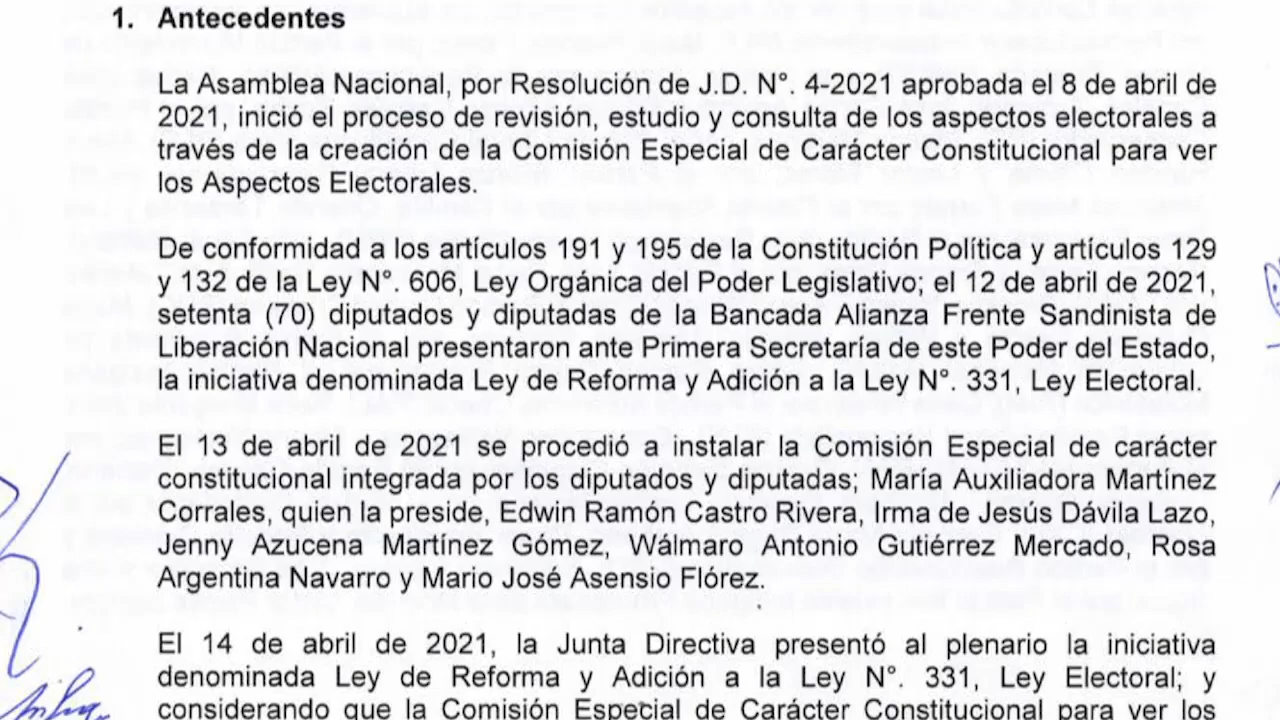 1. Antecedentes
La Asamblea Nacional, por Resolución de J.D. N°. 4-2021 aprobada el 8 de abril de
2021, inició el proceso de revisión, estudio y consulta de los aspectos electorales a
través de la creación de la Comisión Especial de Carácter Constitucional para ver
los Aspectos Electorales.
De conformidad a los artículos 191 y 195 de la Constitución Política y artículos 129
y 132 de la Ley N°. 606, Ley Orgánica del Poder Legislativo; el 12 de abril de 2021,
setenta (70) diputados y diputadas de la Bancada Alianza Frente Sandinista de
Liberación Nacional presentaron ante Primera Secretaría de este Poder del Estado,
la iniciativa denominada Ley de Reforma y Adición a la Ley N°. 331, Ley Electoral.
El 13 de abril de 2021 se procedió a instalar la Comisión Especial de carácter
constitucional integrada por los diputados y diputadas; María Auxiliadora Martínez
Corrales, quien la preside, Edwin Ramón Castro Rivera, Irma de Jesús Dávila Lazo,
Jenny Azucena Martínez Gómez, Wálmaro Antonio Gutiérrez Mercado, Rosa
Argentina Navarro y Mario José Asensio Flórez.
El 14 de abril de 2021, la Junta Directiva presentó al plenario la iniciativa
denominada Ley de Reforma y Adición a la Ley N°. 331, Ley Electoral; y
considerando que la Comisión Especial de Carácter Constitucional para ver los